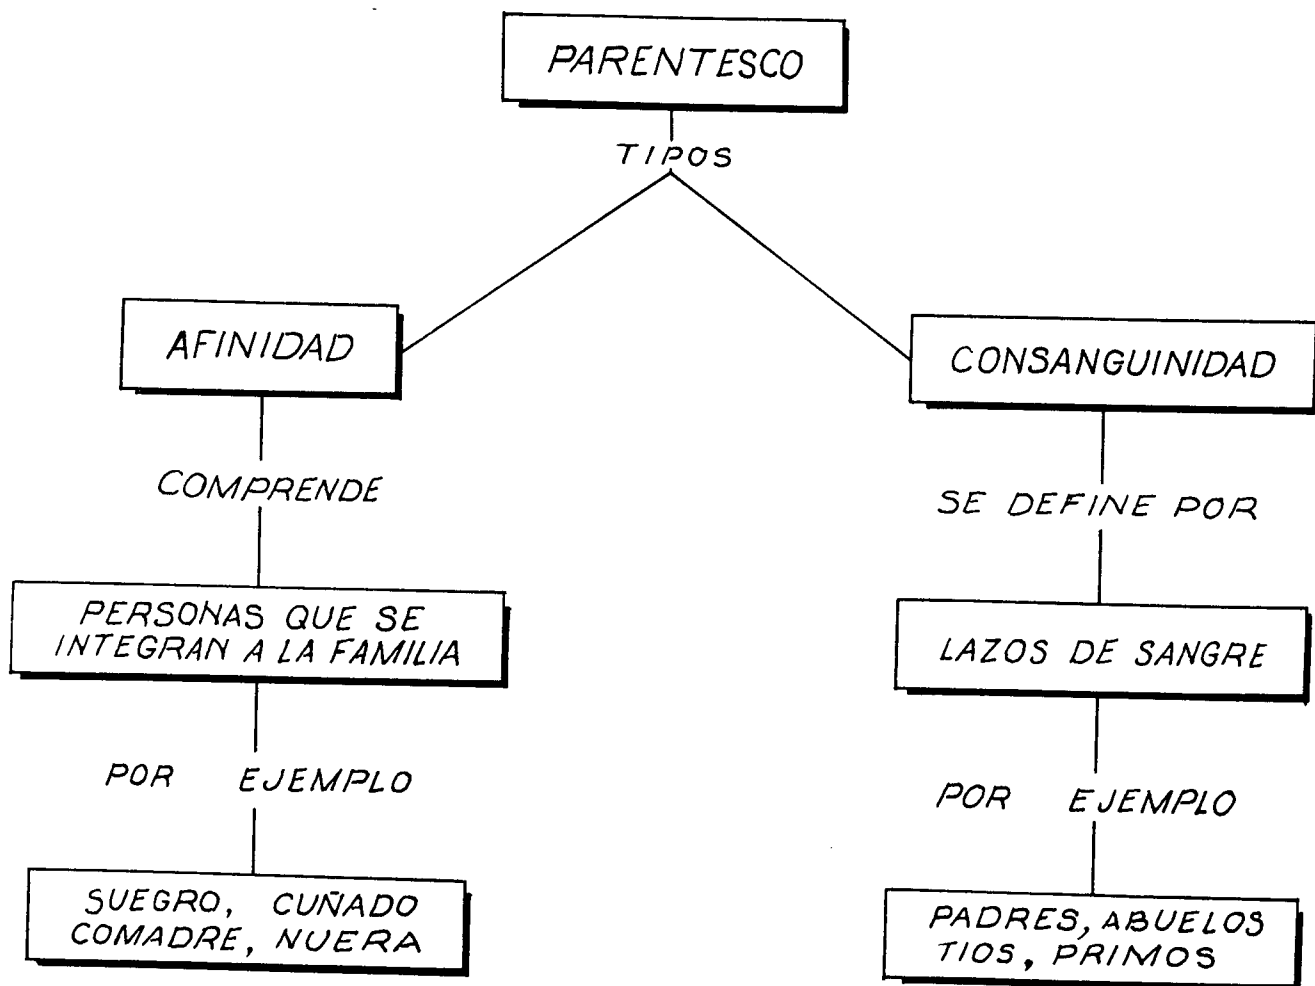 PARENTESCO
TIPOS
AFINIDAD
CONSANGUINIDAD
COMPRENDE
SE DEFINE POR
PERSONAS QUE SE
INTEGRAN A LA FAMILIA
LAZOS DE SANGRE
POR EJEMPLO
POR EJEMPLO
SUEGRO, CUÑADO
COMADRE, NUERA
PADRES, ABUELOS
TIOS, PRIMOS